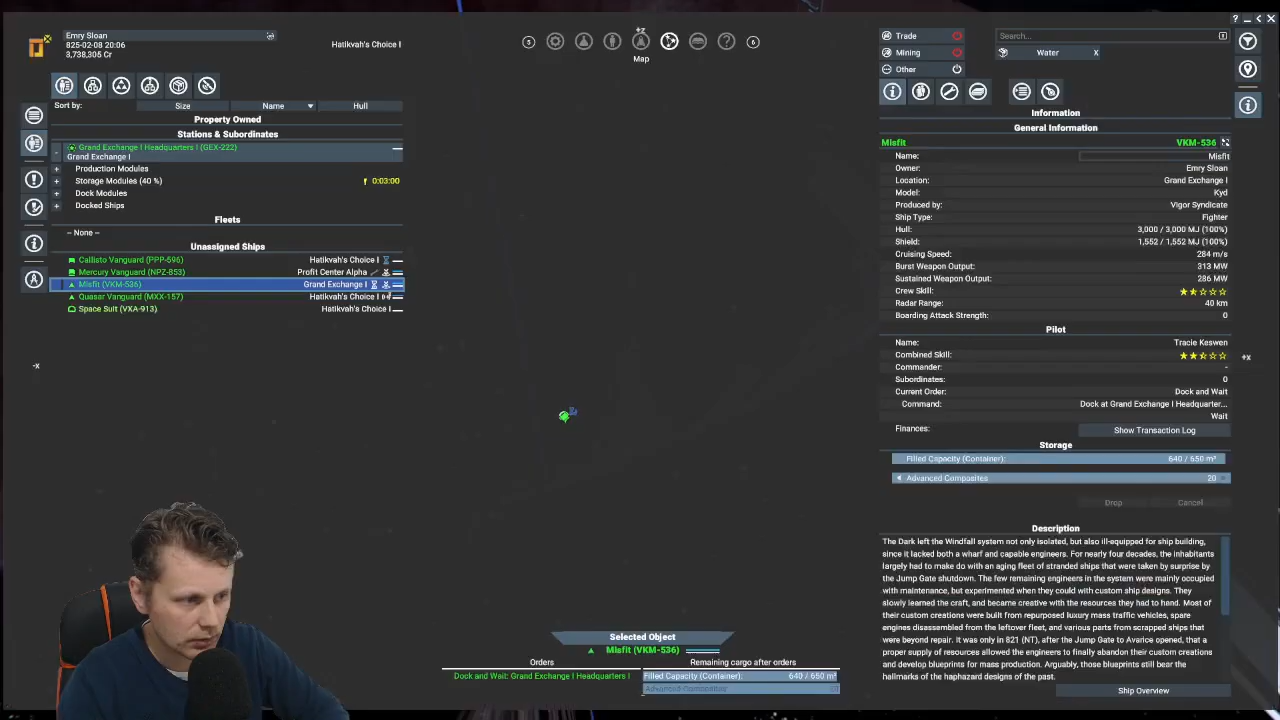 Emry Sloan
825-02-08 20:06
3,738,305 Cr
Hatikvah's Choice I
Sort by:
Size
Name
Hull
Property Owned
Stations & Subordinates
Grand Exchange I Headquarters I (GEX-222)
Grand Exchange I
+ Production Modules
+ Storage Modules (40 %)
0:03:00
+ Dock Modules
+ Docked Ships
Fleets
-- None --
Unassigned Ships
Callisto Vanguard (PPP-596)
Hatikvah's Choice I
Mercury Vanguard (NPZ-853)
Profit Center Alpha
Misfit (VKM-536)
Grand Exchange I
Quasar Vanguard (MXX-157)
Hatikvah's Choice I
Space Suit (VXA-913)
Hatikvah's Choice I
-x
5
+z
6
Map
+x
Selected Object
Misfit (VKM-536)
Orders
Remaining cargo after orders
Dock and Wait: Grand Exchange I Headquarters I
Filled Capacity (Container):
640 / 650 m³
Advanced Composites
Trade
Mining
Other
Search...
Water
X
Information
General Information
Misfit
VKM-536
Name:
Misfit
Owner:
Emry Sloan
Location:
Grand Exchange I
Model:
Kyd
Produced by:
Vigor Syndicate
Ship Type:
Fighter
Hull:
3,000 / 3,000 MJ (100%)
Shield:
1,552 / 1,552 MJ (100%)
Cruising Speed:
284 m/s
Burst Weapon Output:
313 MW
Sustained Weapon Output:
286 MW
Crew Skill:
Radar Range:
40 km
Boarding Attack Strength:
0
Pilot
Name:
Tracie Keswen
Combined Skill:
Commander:
-
Subordinates:
0
Current Order:
Dock and Wait
Command:
Dock at Grand Exchange I Headquarter...
Wait
Finances:
Show Transaction Log
Storage
Filled Capacity (Container):
640 / 650 m³
Advanced Composites
20
Drop
Cancel
Description
The Dark left the Windfall system not only isolated, but also ill-equipped for ship building,
since it lacked both a wharf and capable engineers. For nearly four decades, the inhabitants
largely had to make do with an aging fleet of stranded ships that were taken by surprise by
the Jump Gate shutdown. The few remaining engineers in the system were mainly occupied
with maintenance, but experimented when they could with custom ship designs. They
slowly learned the craft, and became creative with the resources they had to hand. Most of
their custom creations were built from repurposed luxury mass traffic vehicles, spare
engines disassembled from the leftover fleet, and various parts from scrapped ships that
were beyond repair. It was only in 821 (NT), after the Jump Gate to Avarice opened, that a
proper supply of resources allowed the engineers to finally abandon their custom creations
and develop blueprints for mass production. Arguably, those blueprints still bear the
hallmarks of the haphazard designs of the past.
Ship Overview